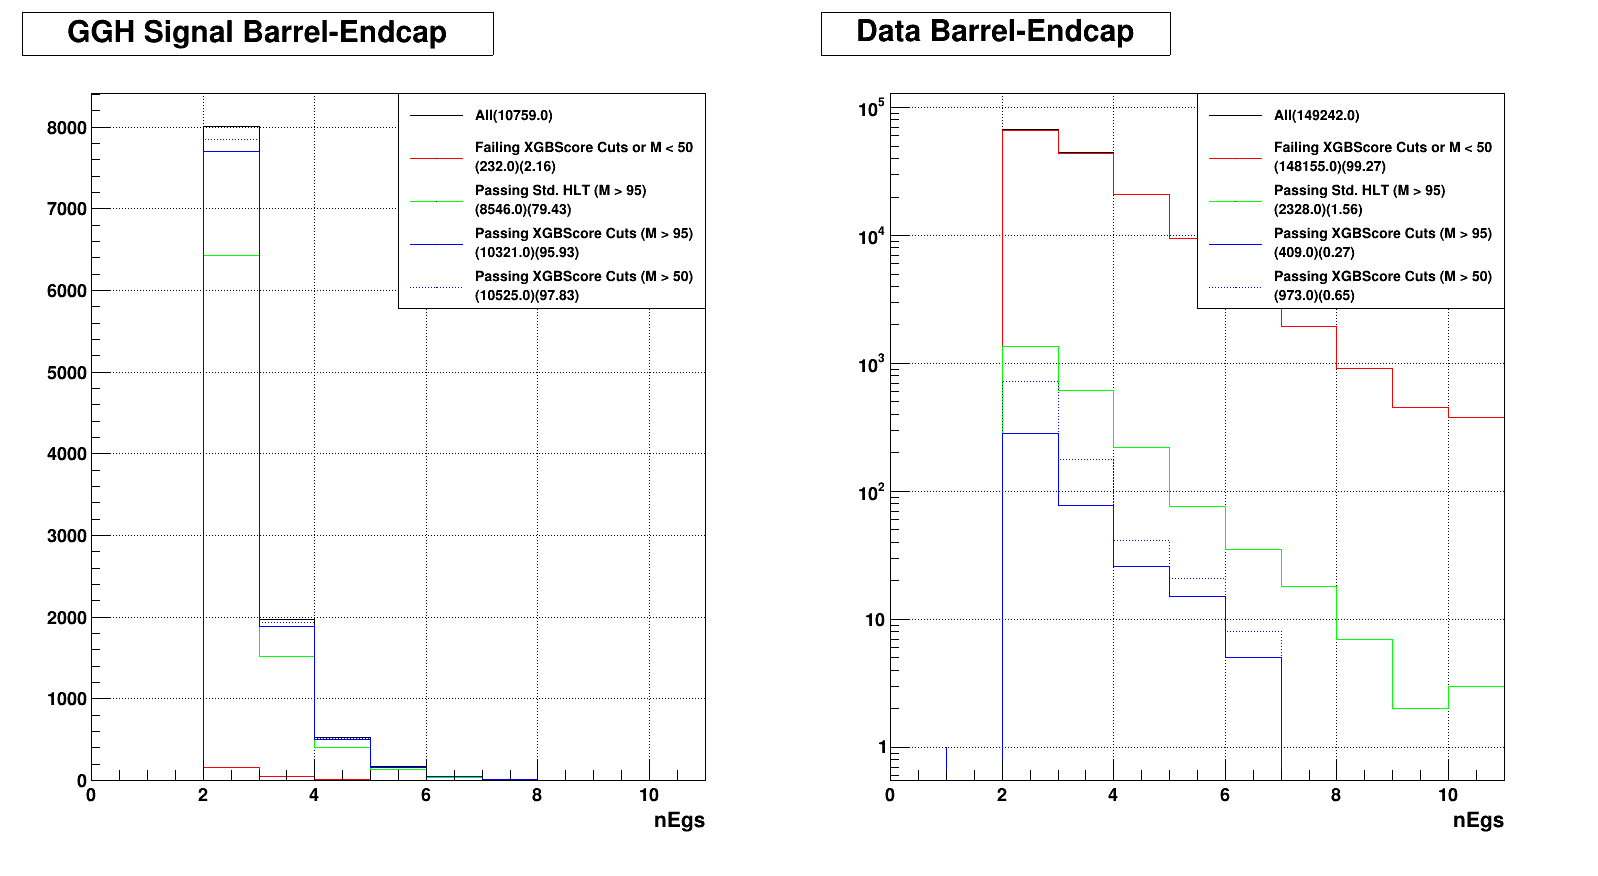 GGH Signal Barrel-Endcap
All(10759.0)
Failing XGBScore Cuts or M < 50
(232.0)(2.16)
Passing Std. HLT (M > 95)
(8546.0)(79.43)
Passing XGBScore Cuts (M > 95)
(10321.0)(95.93)
Passing XGBScore Cuts (M > 50)
(10525.0)(97.83)
8000
7000
6000
5000
4000
3000
2000
1000
0
0 2 4 6 8 10
nEgs
Data Barrel-Endcap
All(149242.0)
Failing XGBScore Cuts or M < 50
(148155.0)(99.27)
Passing Std. HLT (M > 95)
(2328.0)(1.56)
Passing XGBScore Cuts (M > 95)
(409.0)(0.27)
Passing XGBScore Cuts (M > 50)
(973.0)(0.65)
10⁵
10⁴
10³
10²
10
1
0 2 4 6 8 10
nEgs